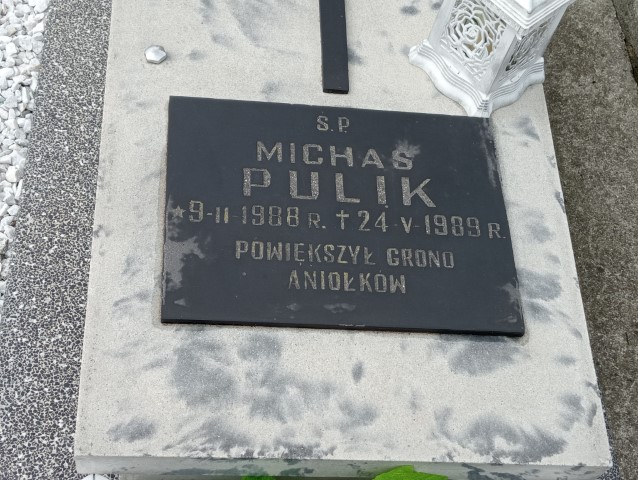 Ś.P.
MICHAŚ
PULIK
*9-II-1988 R. † 24-V-1989 R.
POWIĘKSZYŁ GRONO
ANIOŁKÓW